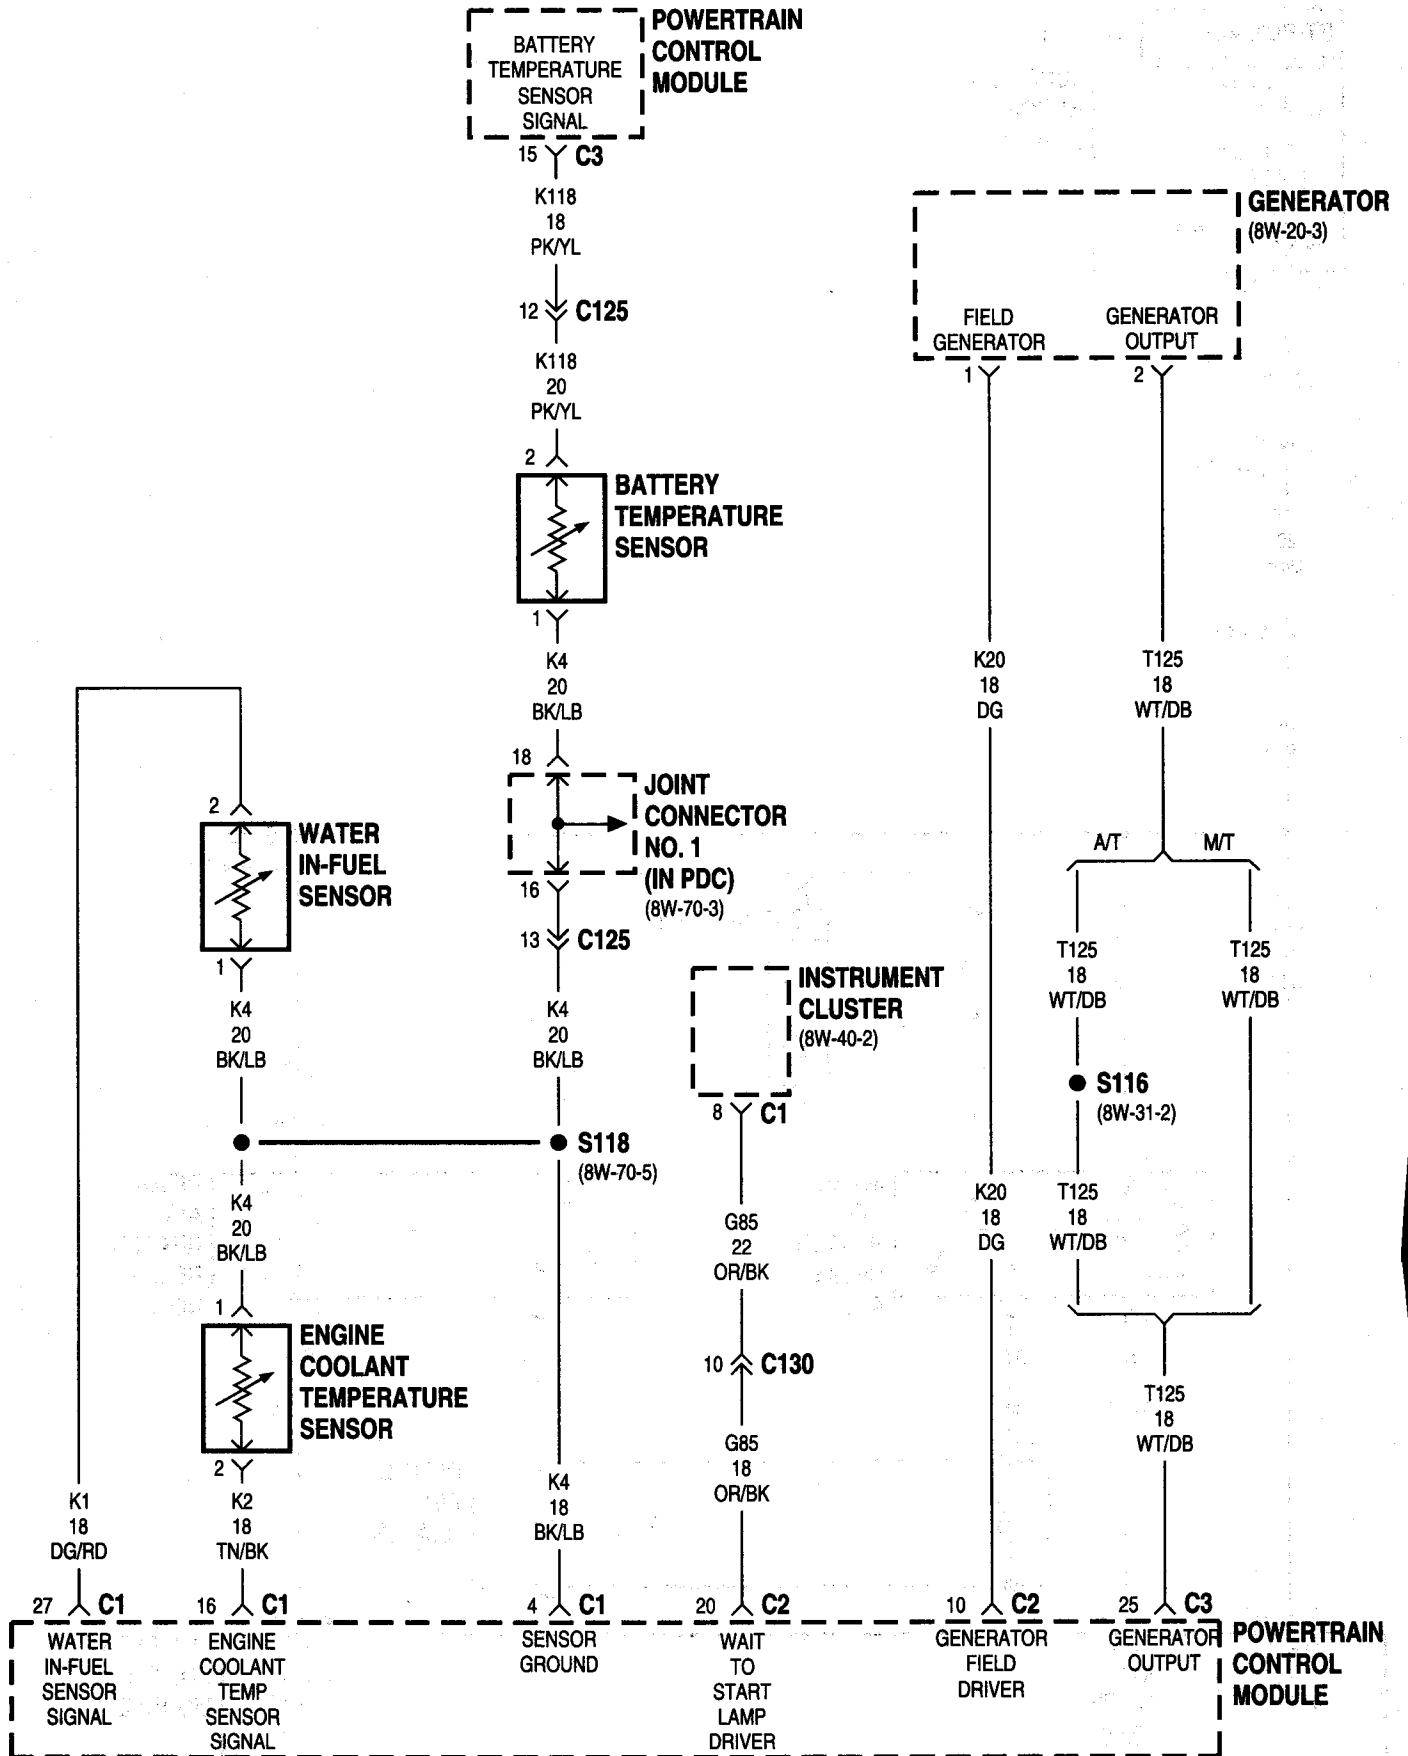 POWERTRAIN
CONTROL
MODULE
BATTERY
TEMPERATURE
SENSOR
SIGNAL
15 C3
K118
18
PK/YL
12 C125
K118
20
PK/YL
2
BATTERY
TEMPERATURE
SENSOR
1
K4
20
BK/LB
18
JOINT
CONNECTOR
NO. 1
(IN PDC)
(8W-70-3)
16
13 C125
K4
20
BK/LB
S118
(8W-70-5)
K4
18
BK/LB
4 C1
SENSOR
GROUND
2
WATER
IN-FUEL
SENSOR
1
K4
20
BK/LB
K4
20
BK/LB
1
ENGINE
COOLANT
TEMPERATURE
SENSOR
2
K2
18
TN/BK
16 C1
ENGINE
COOLANT
TEMP
SENSOR
SIGNAL
K1
18
DG/RD
27 C1
WATER
IN-FUEL
SENSOR
SIGNAL
INSTRUMENT
CLUSTER
(8W-40-2)
8 C1
G85
22
OR/BK
10 C130
G85
18
OR/BK
20 C2
WAIT
TO
START
LAMP
DRIVER
GENERATOR
(8W-20-3)
FIELD
GENERATOR
GENERATOR
OUTPUT
1
2
K20
18
DG
K20
18
DG
10 C2
GENERATOR
FIELD
DRIVER
T125
18
WT/DB
A/T
M/T
T125
18
WT/DB
T125
18
WT/DB
S116
(8W-31-2)
T125
18
WT/DB
T125
18
WT/DB
25 C3
GENERATOR
OUTPUT
POWERTRAIN
CONTROL
MODULE